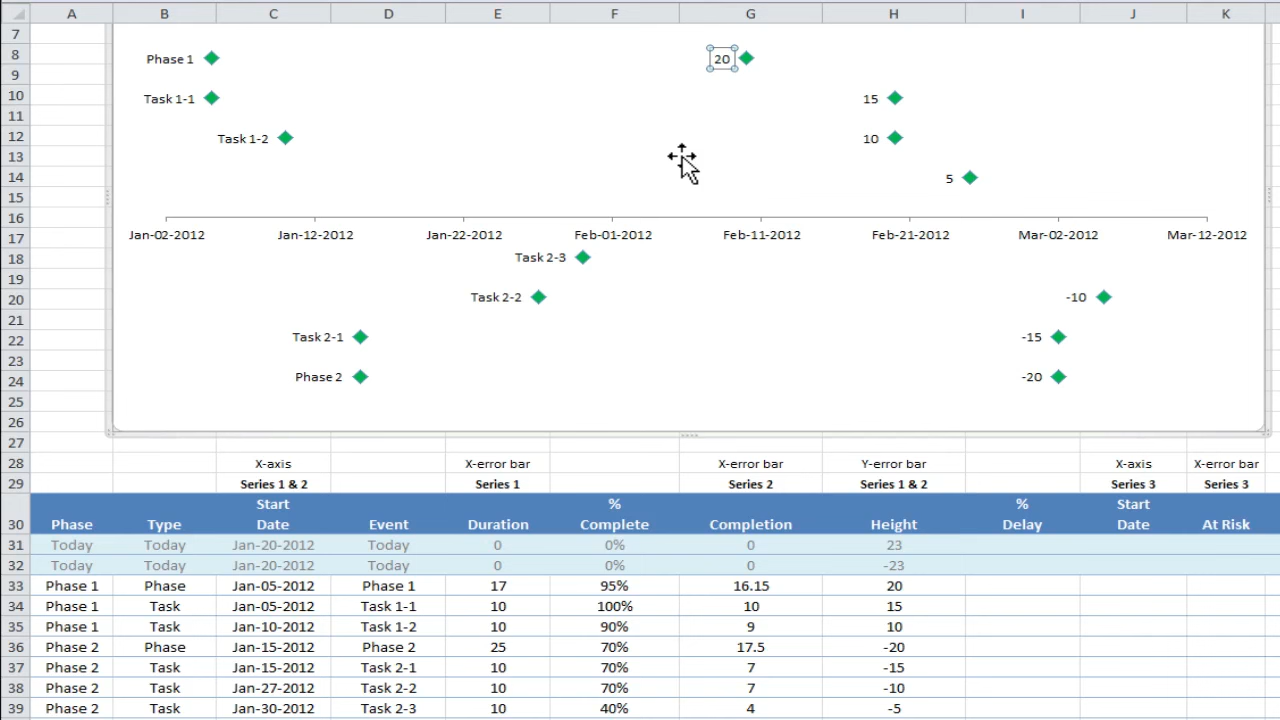 A B C D E F G H I J K
7
8 Phase 1 20
9
10 Task 1-1 15
11
12 Task 1-2 10
13
14 5
15
16
17 Jan-02-2012 Jan-12-2012 Jan-22-2012 Feb-01-2012 Feb-11-2012 Feb-21-2012 Mar-02-2012 Mar-12-2012
18 Task 2-3
19
20 Task 2-2 -10
21
22 Task 2-1 -15
23
24 Phase 2 -20
25
26
27
28 X-axis X-error bar X-error bar Y-error bar X-axis X-error bar
29 Series 1 & 2 Series 1 Series 2 Series 1 & 2 Series 3 Series 3
Start % % Start
30 Phase Type Date Event Duration Complete Completion Height Delay Date At Risk
31 Today Today Jan-20-2012 Today 0 0% 0 23
32 Today Today Jan-20-2012 Today 0 0% 0 -23
33 Phase 1 Phase Jan-05-2012 Phase 1 17 95% 16.15 20
34 Phase 1 Task Jan-05-2012 Task 1-1 10 100% 10 15
35 Phase 1 Task Jan-10-2012 Task 1-2 10 90% 9 10
36 Phase 2 Phase Jan-15-2012 Phase 2 25 70% 17.5 -20
37 Phase 2 Task Jan-15-2012 Task 2-1 10 70% 7 -15
38 Phase 2 Task Jan-27-2012 Task 2-2 10 70% 7 -10
39 Phase 2 Task Jan-30-2012 Task 2-3 10 40% 4 -5